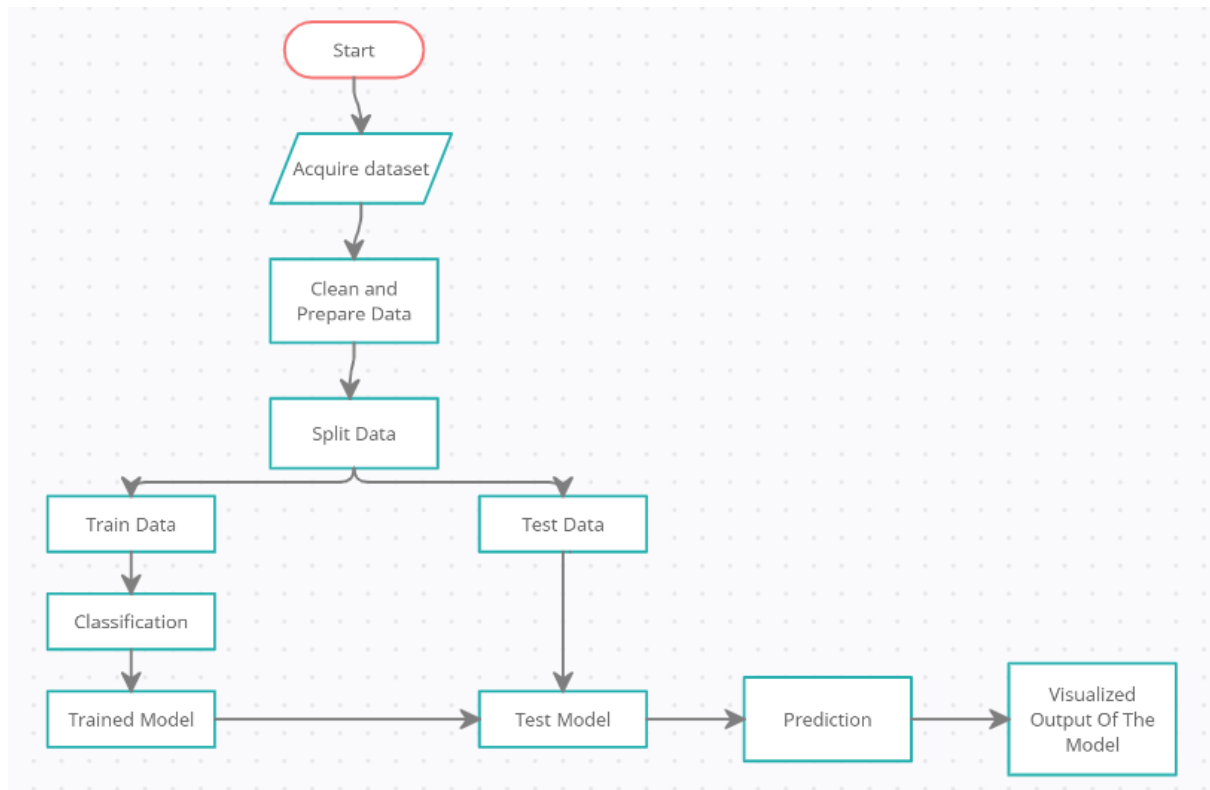 Start
Acquire dataset
Clean and
Prepare Data
Split Data
Train Data
Test Data
Classification
Trained Model
Test Model
Prediction
Visualized
Output Of The
Model